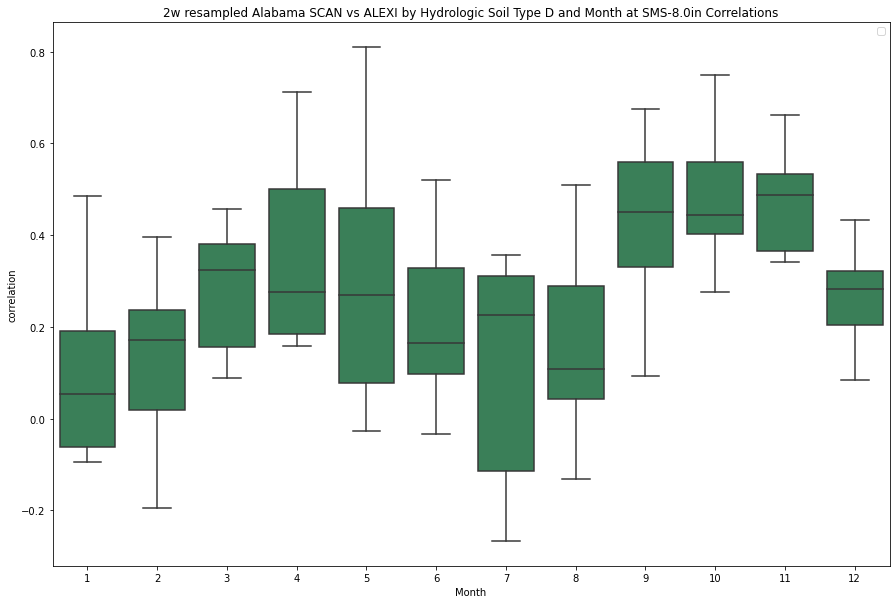 2w resampled Alabama SCAN vs ALEXI by Hydrologic Soil Type D and Month at SMS-8.0in Correlations
0.8
0.6
0.4
0.2
0.0
−0.2
correlation
1 2 3 4 5 6 7 8 9 10 11 12
Month